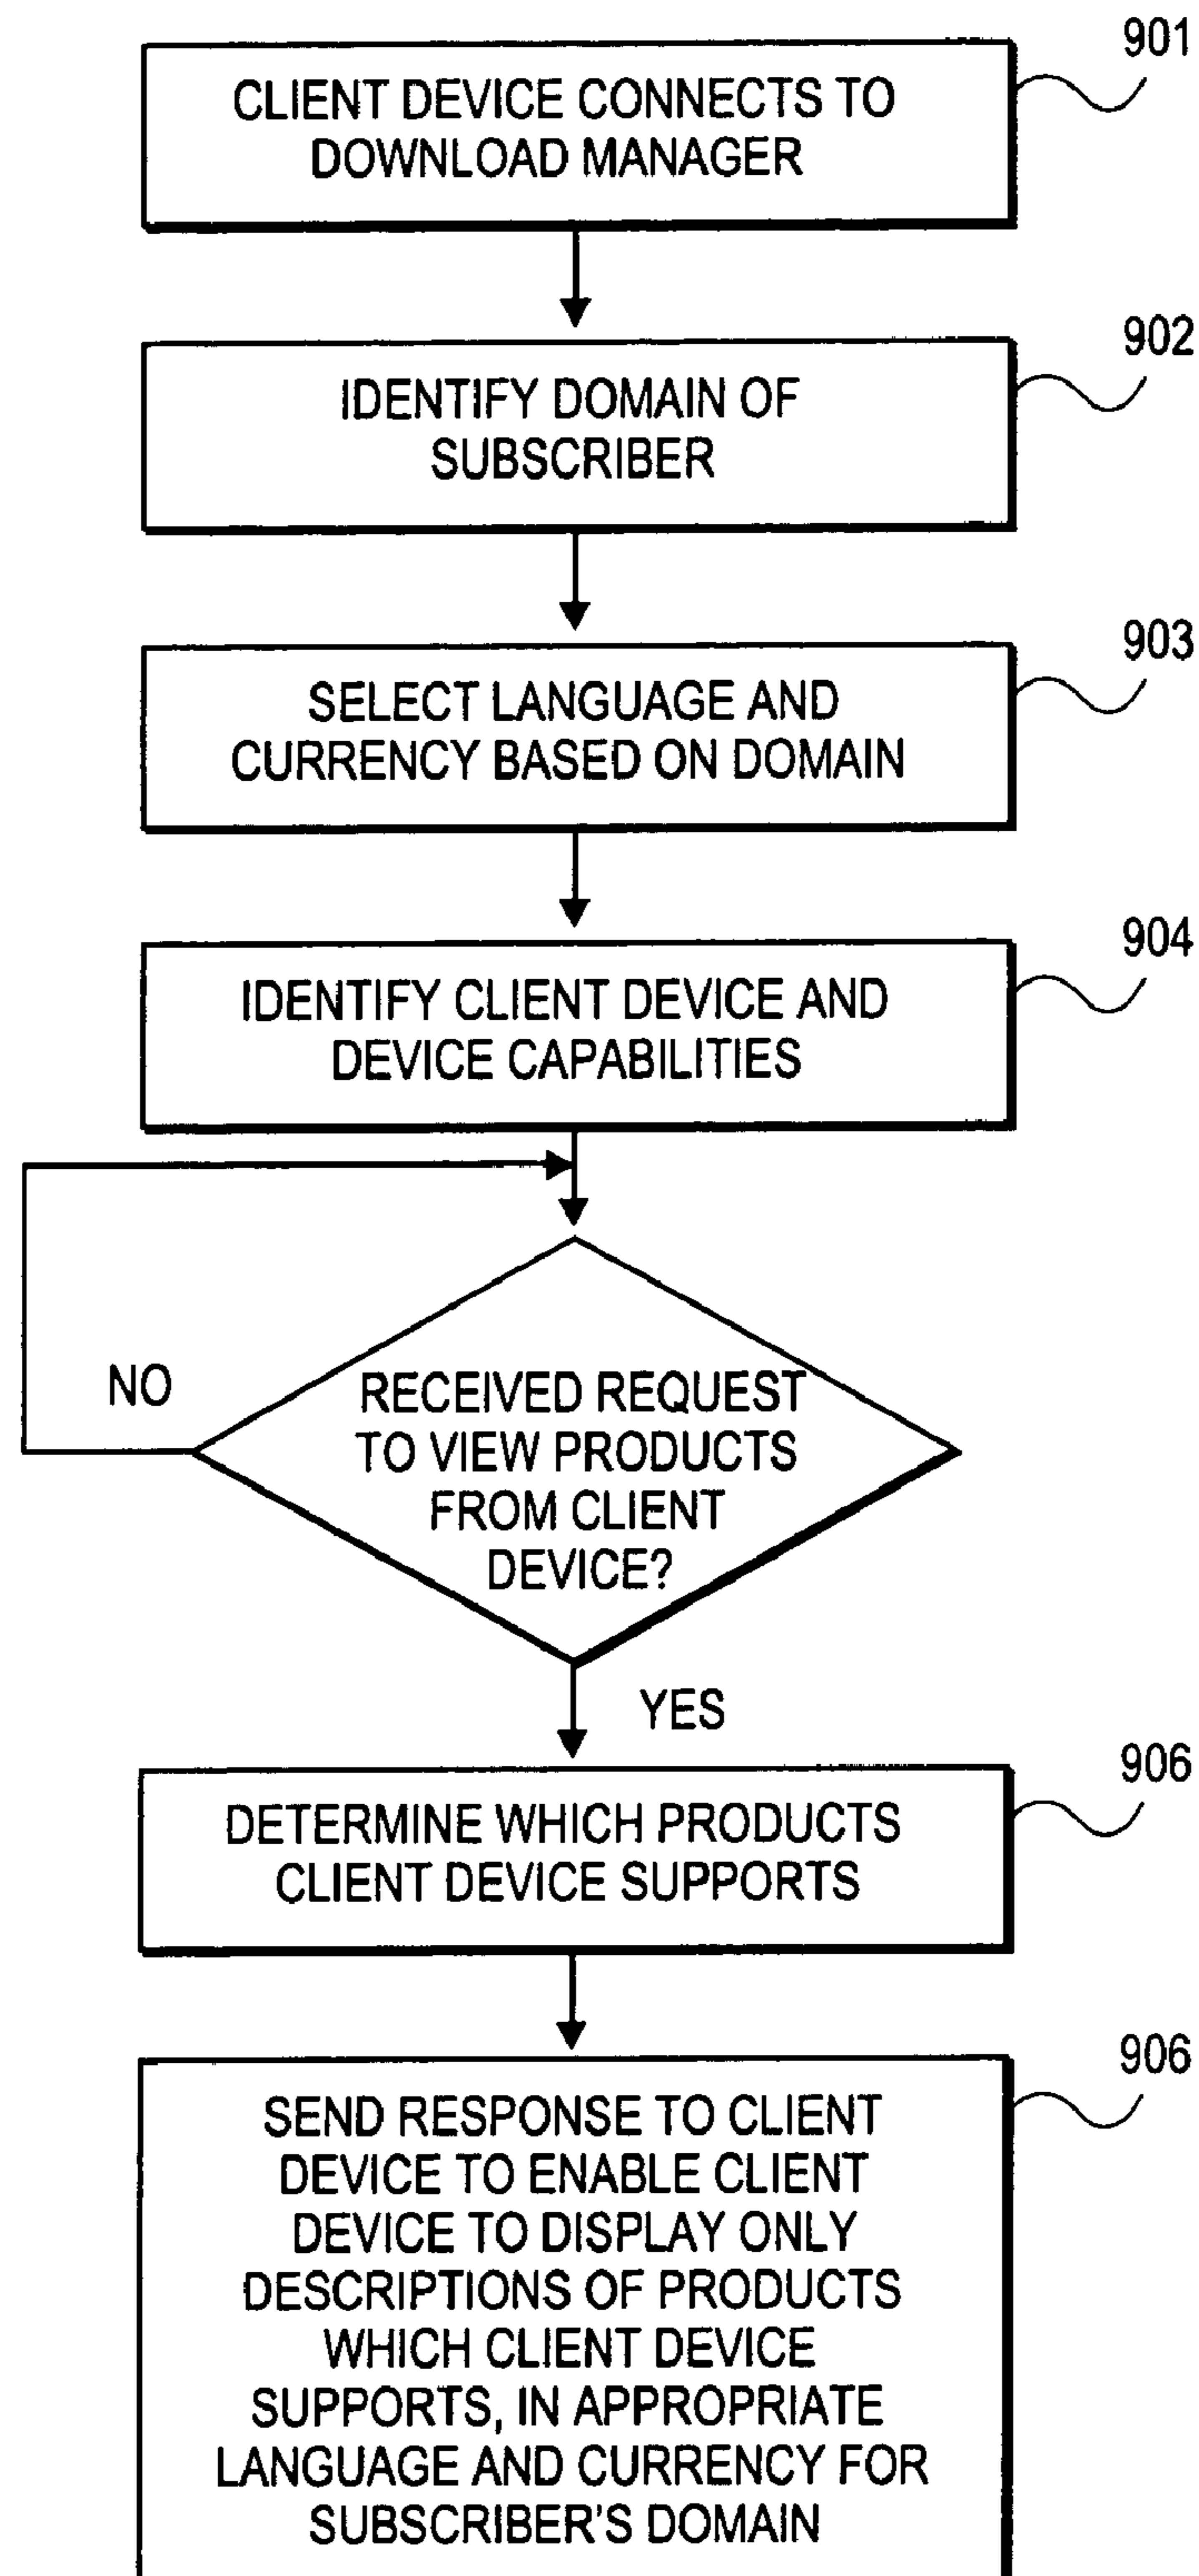 901
CLIENT DEVICE CONNECTS TO
DOWNLOAD MANAGER
902
IDENTIFY DOMAIN OF
SUBSCRIBER
903
SELECT LANGUAGE AND
CURRENCY BASED ON DOMAIN
904
IDENTIFY CLIENT DEVICE AND
DEVICE CAPABILITIES
NO
RECEIVED REQUEST
TO VIEW PRODUCTS
FROM CLIENT
DEVICE?
YES
906
DETERMINE WHICH PRODUCTS
CLIENT DEVICE SUPPORTS
906
SEND RESPONSE TO CLIENT
DEVICE TO ENABLE CLIENT
DEVICE TO DISPLAY ONLY
DESCRIPTIONS OF PRODUCTS
WHICH CLIENT DEVICE
SUPPORTS, IN APPROPRIATE
LANGUAGE AND CURRENCY FOR
SUBSCRIBER'S DOMAIN